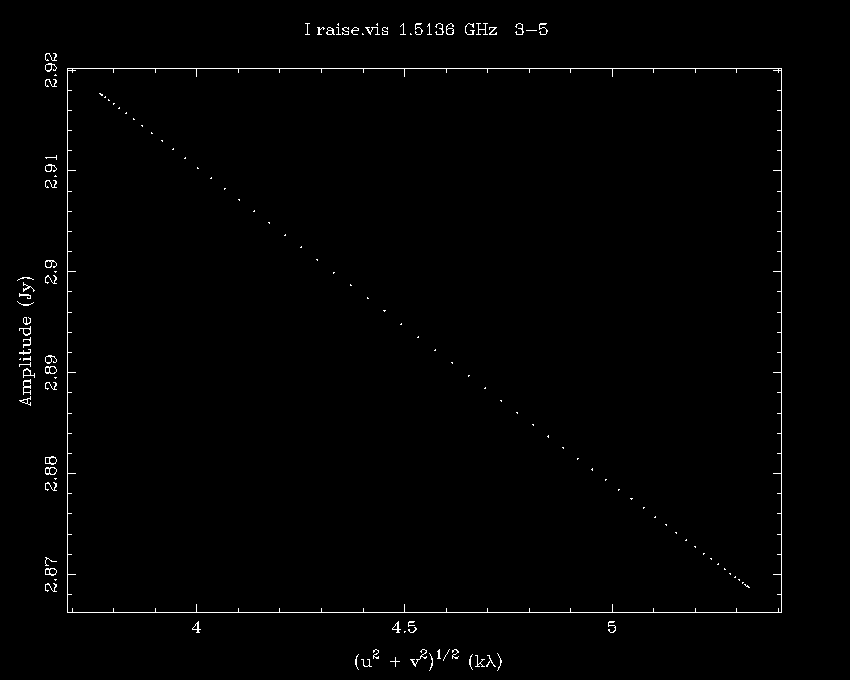 I raise.vis 1.5136 GHz 3-5
2.92
2.91
2.9
2.89
2.88
2.87
Amplitude (Jy)
4 4.5 5
(u² + v²)^1/2 (kλ)